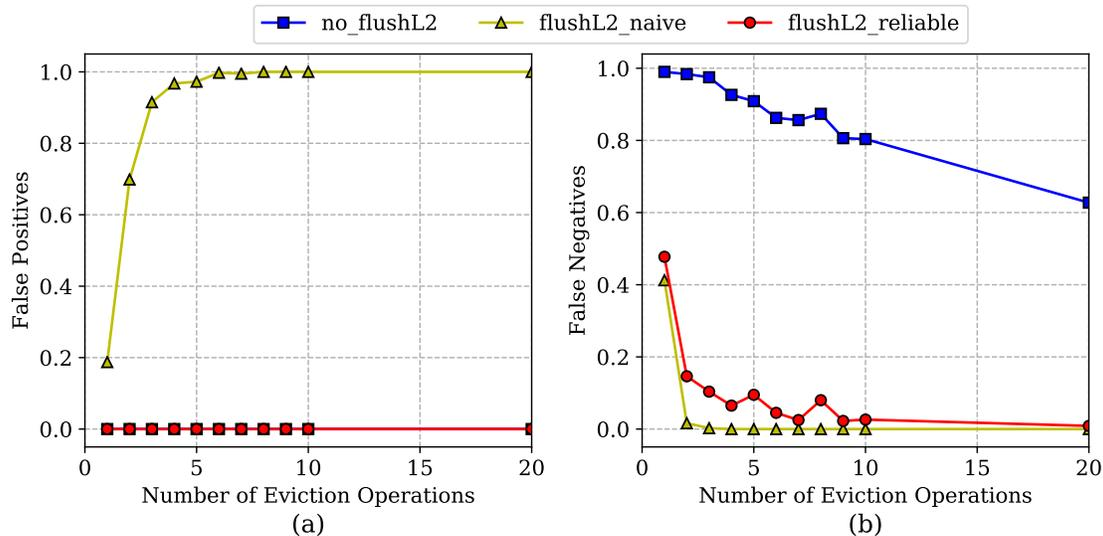 no_flushL2 flushL2_naive flushL2_reliable
1.0
0.8
0.6
0.4
0.2
0.0
False Positives
0 5 10 15 20
Number of Eviction Operations
(a)
1.0
0.8
0.6
0.4
0.2
0.0
False Negatives
0 5 10 15 20
Number of Eviction Operations
(b)